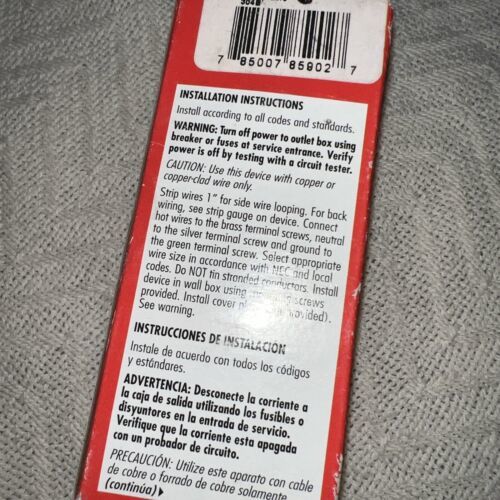 7 85007 85902 7
INSTALLATION INSTRUCTIONS
Install according to all codes and standards.
WARNING: Turn off power to outlet box using
breaker or fuses at service entrance. Verify
power is off by testing with a circuit tester.
CAUTION: Use this device with copper or
copper-clad wire only.
Strip wires 1" for side wire looping. For back
wiring, see strip gauge on device. Connect
hot wires to the brass terminal screws, neutral
to the silver terminal screw and ground to
the green terminal screw. Select appropriate
wire size in accordance with NEC and local
codes. Do NOT tin stranded conductors. Install
device in wall box using screws
provided. Install cover provided).
See warning.
INSTRUCCIONES DE INSTALACIÓN
Instale de acuerdo con todos los códigos
y estándares.
ADVERTENCIA: Desconecte la corriente a
la caja de salida utilizando los fusibles o
disyuntores en la entrada de servicio.
Verifique que la corriente esta apagada
con un probador de circuito.
PRECAUCIÓN: Utilize este aparato con cable
de cobre o forrado de cobre solamente
(continúa)